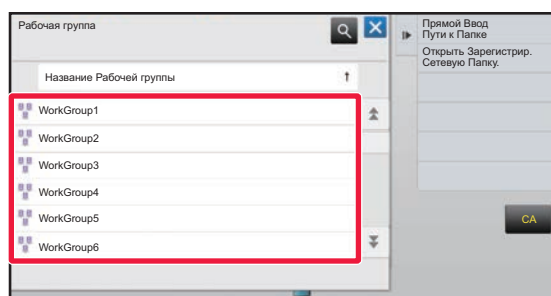 Рабочая группа
Название Рабочей группы
WorkGroup1
WorkGroup2
WorkGroup3
WorkGroup4
WorkGroup5
WorkGroup6
Прямой Ввод
Пути к Папке
Открыть Зарегистрир.
Сетевую Папку.
CA